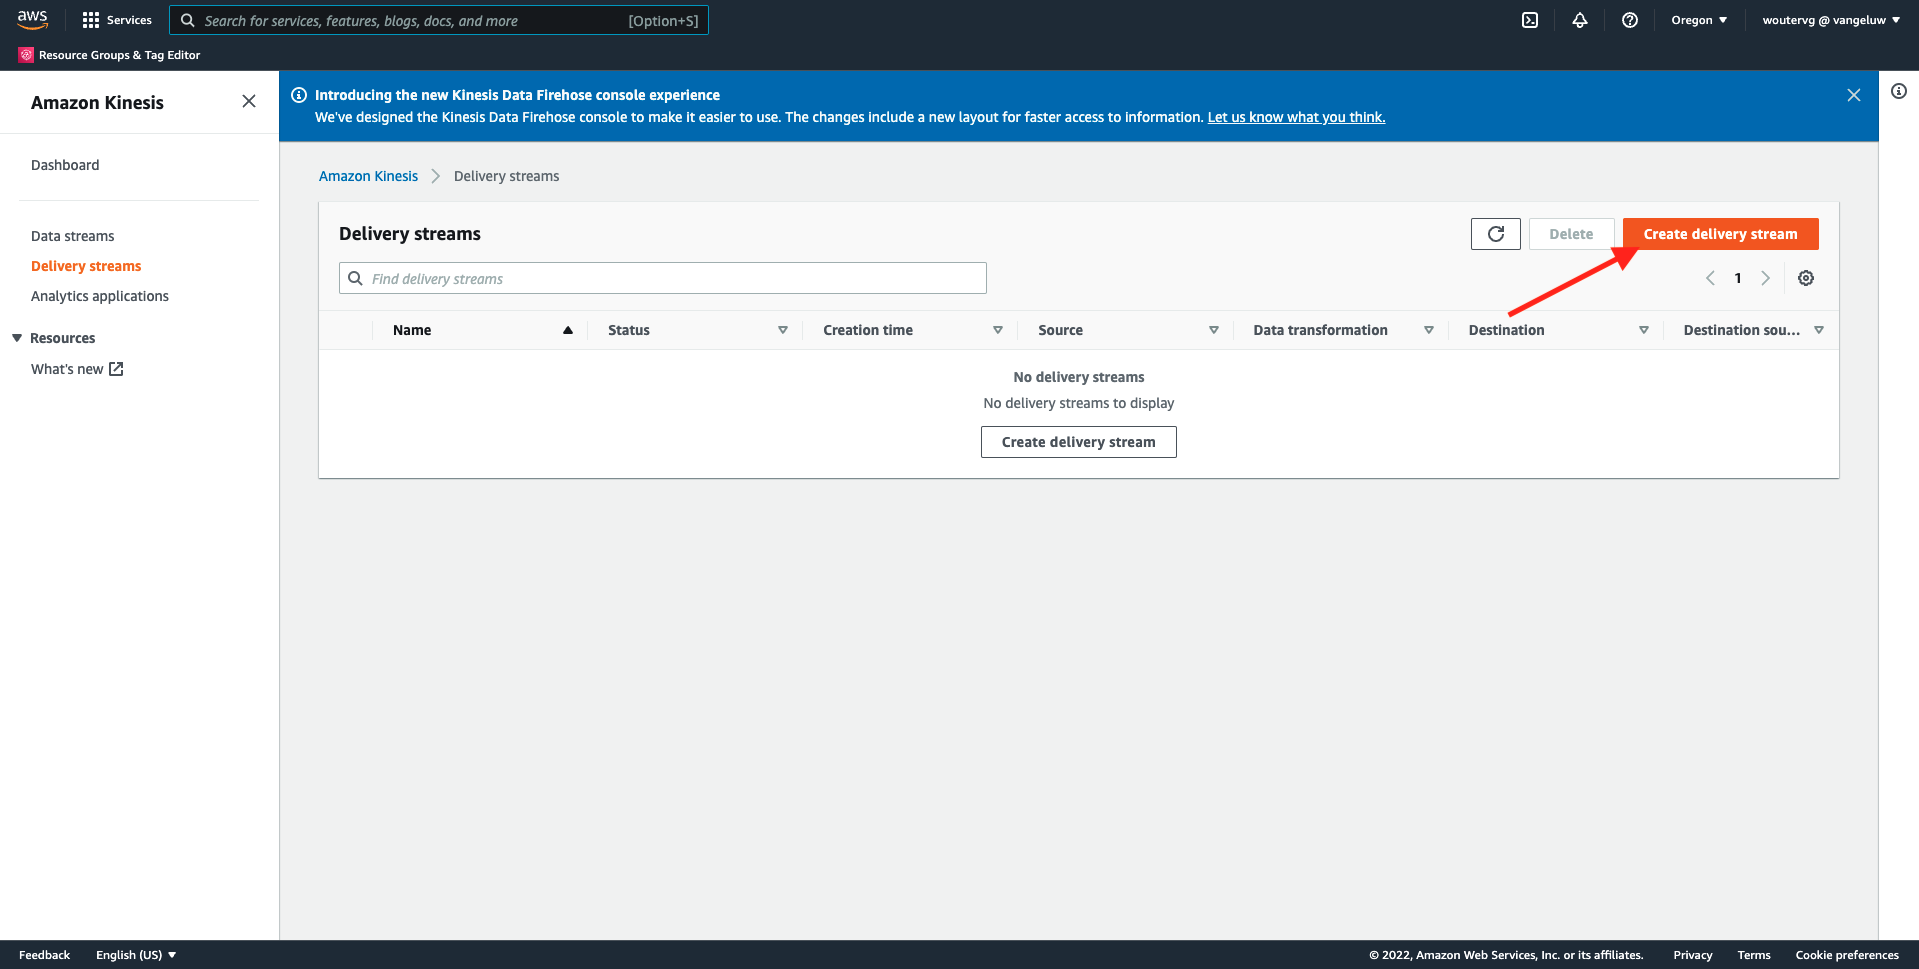 aws
Services
Search for services, features, blogs, docs, and more [Option+S]
Oregon
woutervg @ vangeluw
Resource Groups & Tag Editor
Amazon Kinesis
Dashboard
Data streams
Delivery streams
Analytics applications
Resources
What's new
Introducing the new Kinesis Data Firehose console experience
We've designed the Kinesis Data Firehose console to make it easier to use. The changes include a new layout for faster access to information. Let us know what you think.
Amazon Kinesis Delivery streams
Delivery streams
Delete
Create delivery stream
Find delivery streams
1
Name Status Creation time Source Data transformation Destination Destination sou...
No delivery streams
No delivery streams to display
Create delivery stream
Feedback English (US) © 2022, Amazon Web Services, Inc. or its affiliates. Privacy Terms Cookie preferences